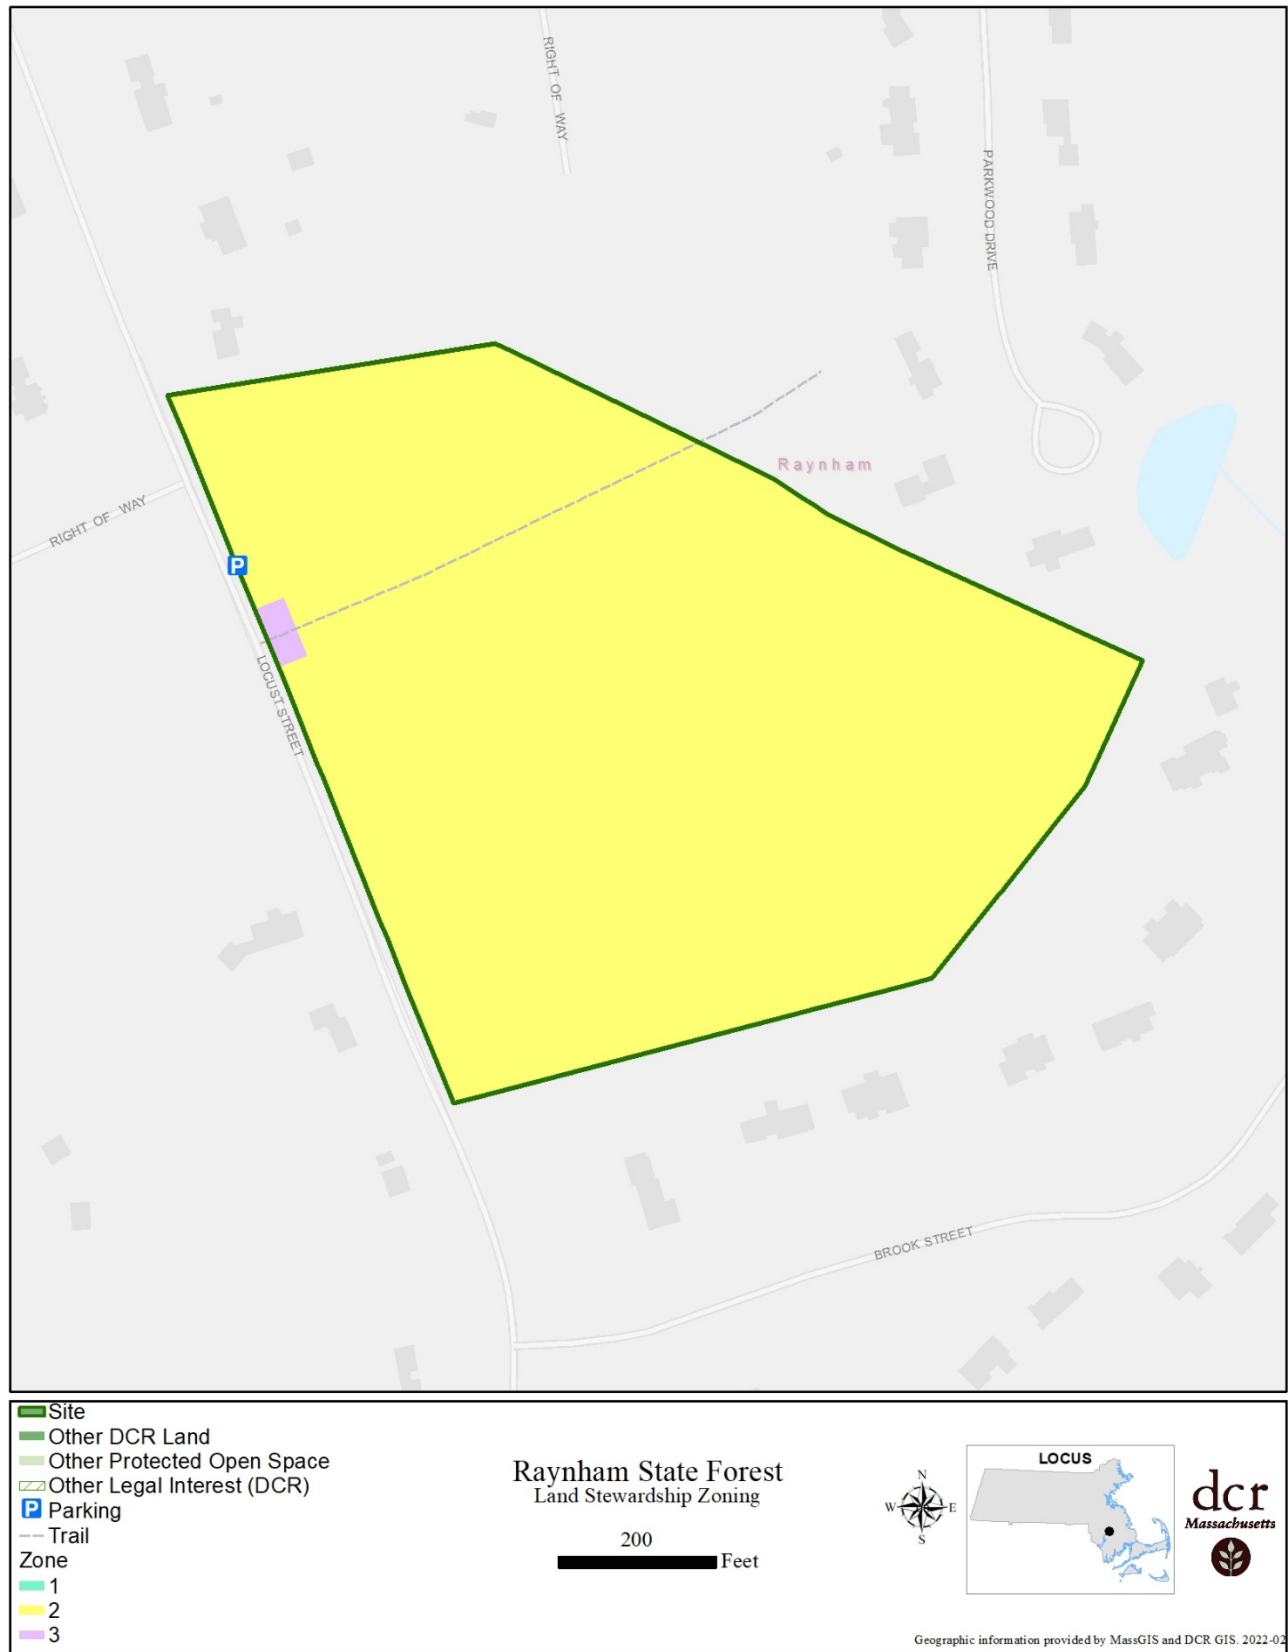 RIGHT OF WAY
PARKWOOD DRIVE
Raynham
RIGHT OF WAY
P
LOCUST STREET
BROOK STREET
Site
Other DCR Land
Other Protected Open Space
Other Legal Interest (DCR)
P Parking
Trail
Zone
1
2
3
Raynham State Forest
Land Stewardship Zoning
200
Feet
N
W E
S
LOCUS
dcr
Massachusetts
Geographic information provided by MassGIS and DCR GIS. 2022-02